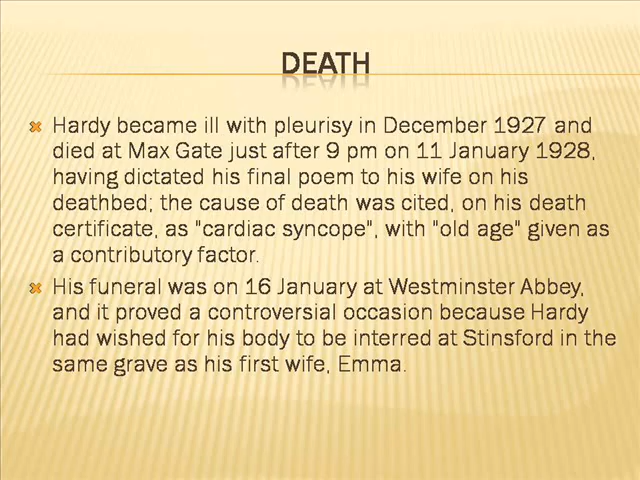 DEATH
Hardy became ill with pleurisy in December 1927 and
died at Max Gate just after 9 pm on 11 January 1928,
having dictated his final poem to his wife on his
deathbed; the cause of death was cited, on his death
certificate, as "cardiac syncope", with "old age" given as
a contributory factor.
His funeral was on 16 January at Westminster Abbey,
and it proved a controversial occasion because Hardy
had wished for his body to be interred at Stinsford in the
same grave as his first wife, Emma.